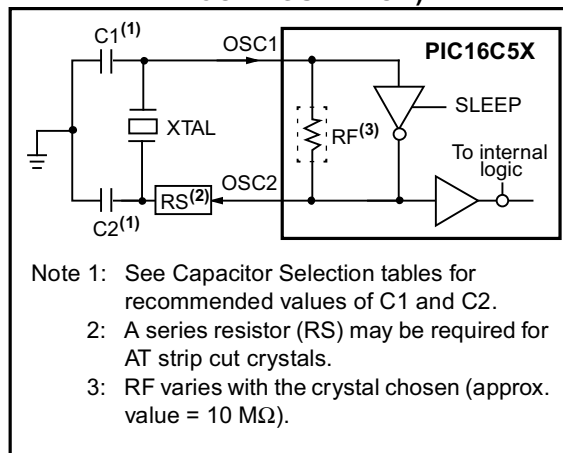 C1(1)
OSC1
PIC16C5X
SLEEP
XTAL
RF(3)
To internal
logic
OSC2
RS(2)
C2(1)
Note 1: See Capacitor Selection tables for
recommended values of C1 and C2.
2: A series resistor (RS) may be required for
AT strip cut crystals.
3: RF varies with the crystal chosen (approx.
value = 10 MΩ).